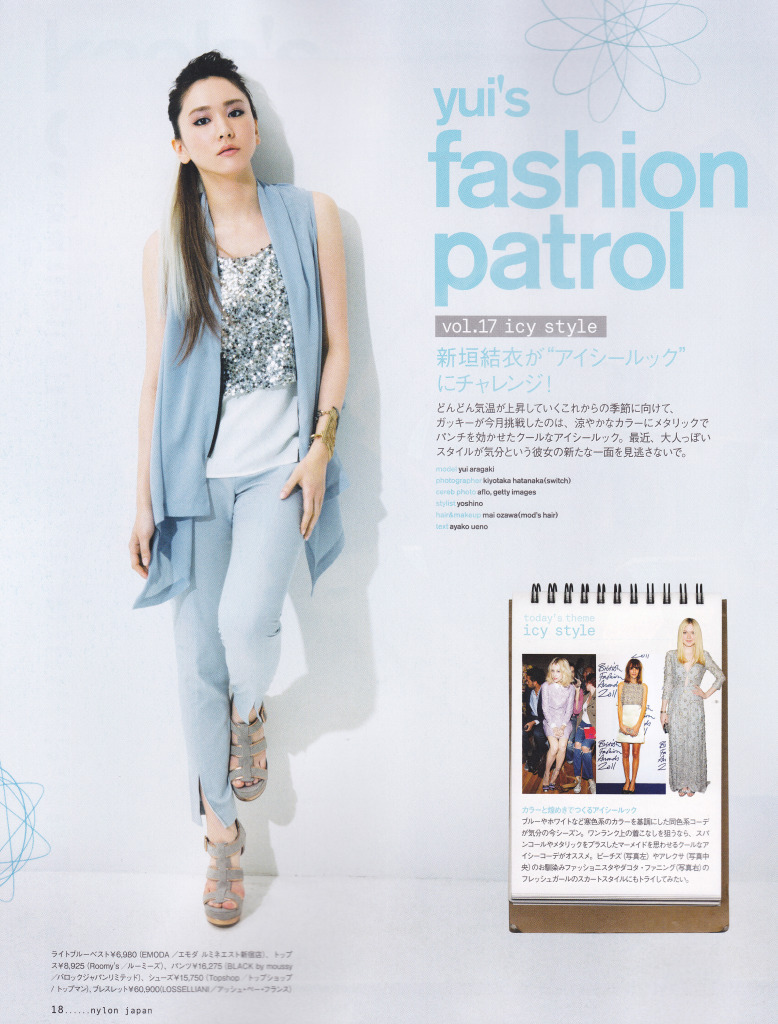 yui's
fashion
patrol
vol.17 icy style
新垣結衣が“アイシールック”
にチャレンジ！
どんどん気温が上昇していくこれからの季節に向けて、
ガッキーが今月挑戦したのは、涼やかなカラーにメタリックで
パンチを効かせたクールなアイシールック。最近、大人っぽい
スタイルが気分という彼女の新たな一面を見逃さないで。
model yui aragaki
photographer kiyotaka hatanaka(switch)
celeb photo aflo, getty images
stylist yoshino
hair&makeup mai ozawa(mod's hair)
text ayako ueno
today's theme
icy style
British
Fashion
Awards
2011
British
Fashion
Awards
2011
カラーと煌めきでつくるアイシールック
ブルーやホワイトなど寒色系のカラーを基調にした同色系コーデ
が気分の今シーズン。ワンランク上の着こなしを狙うなら、スパ
ンコールやメタリックをプラスしたマーメイドを思わせるクールなア
イシーコーデがオススメ。ピーチズ（写真左）やアレクサ（写真中
央）のお馴染みファッショニスタやダコタ・ファニング（写真右）の
フレッシュガールのスカートスタイルにもトライしてみたい。
ライトブルーベスト¥6,980（EMODA／エモダ ルミネエスト新宿店）、トップ
ス¥8,925（Roomy's／ルーミーズ）、パンツ¥16,275（BLACK by moussy
／バロックジャパンリミテッド）、シューズ¥15,750（Topshop／トップショップ
／トップマン）、ブレスレット¥60,900(LOSSELLIANI／アッシュ・ペー・フランス)
18......nylon japan